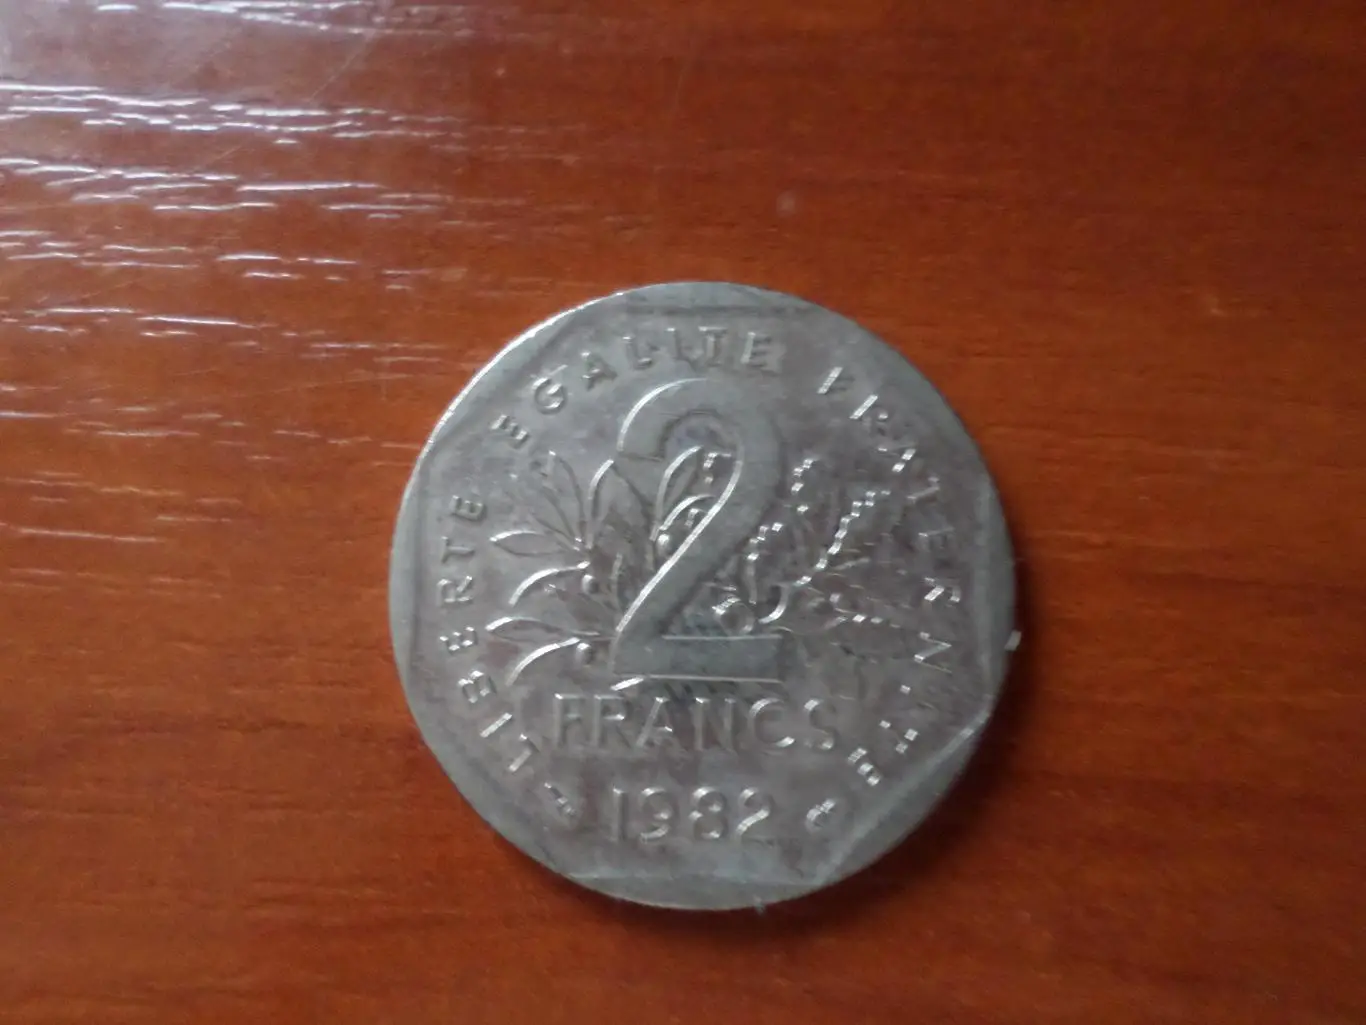 LIBERTE EGALITE FRATERNITE
2
FRANCS
1982